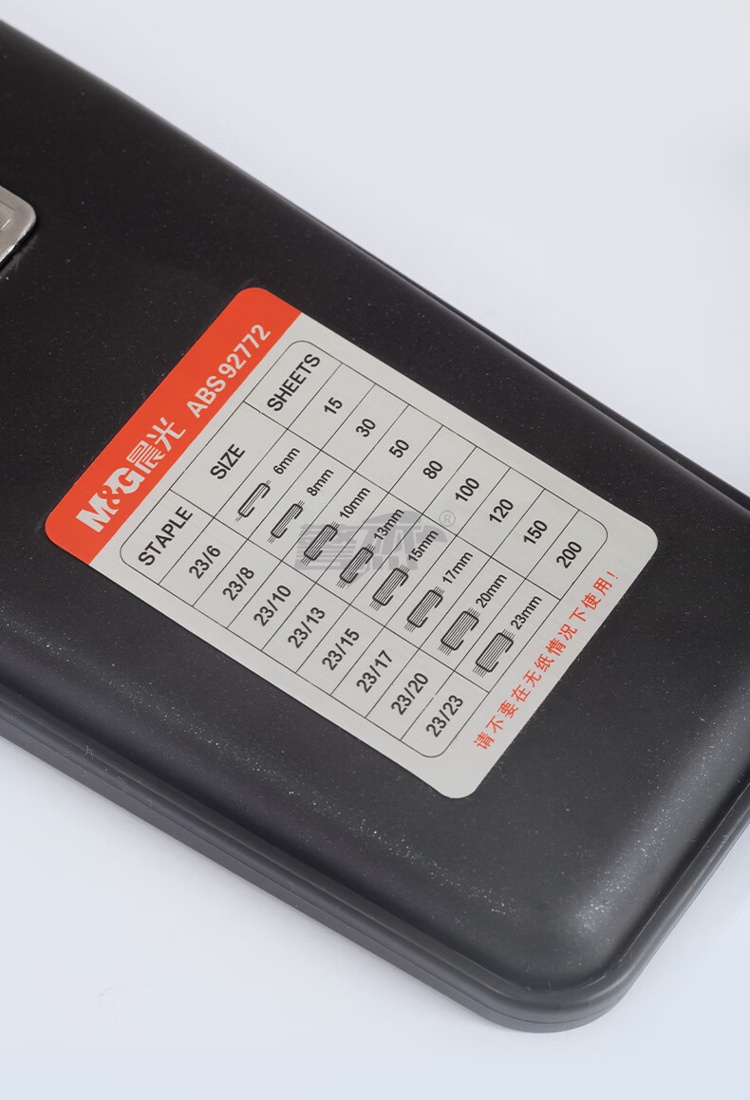 M&G晨光 ABS92772
STAPLE SIZE SHEETS
23/6 6mm 15
23/8 8mm 30
23/10 10mm 50
23/13 13mm 80
23/15 15mm 100
23/17 17mm 120
23/20 20mm 150
23/23 23mm 200
请不要在无纸情况下使用!